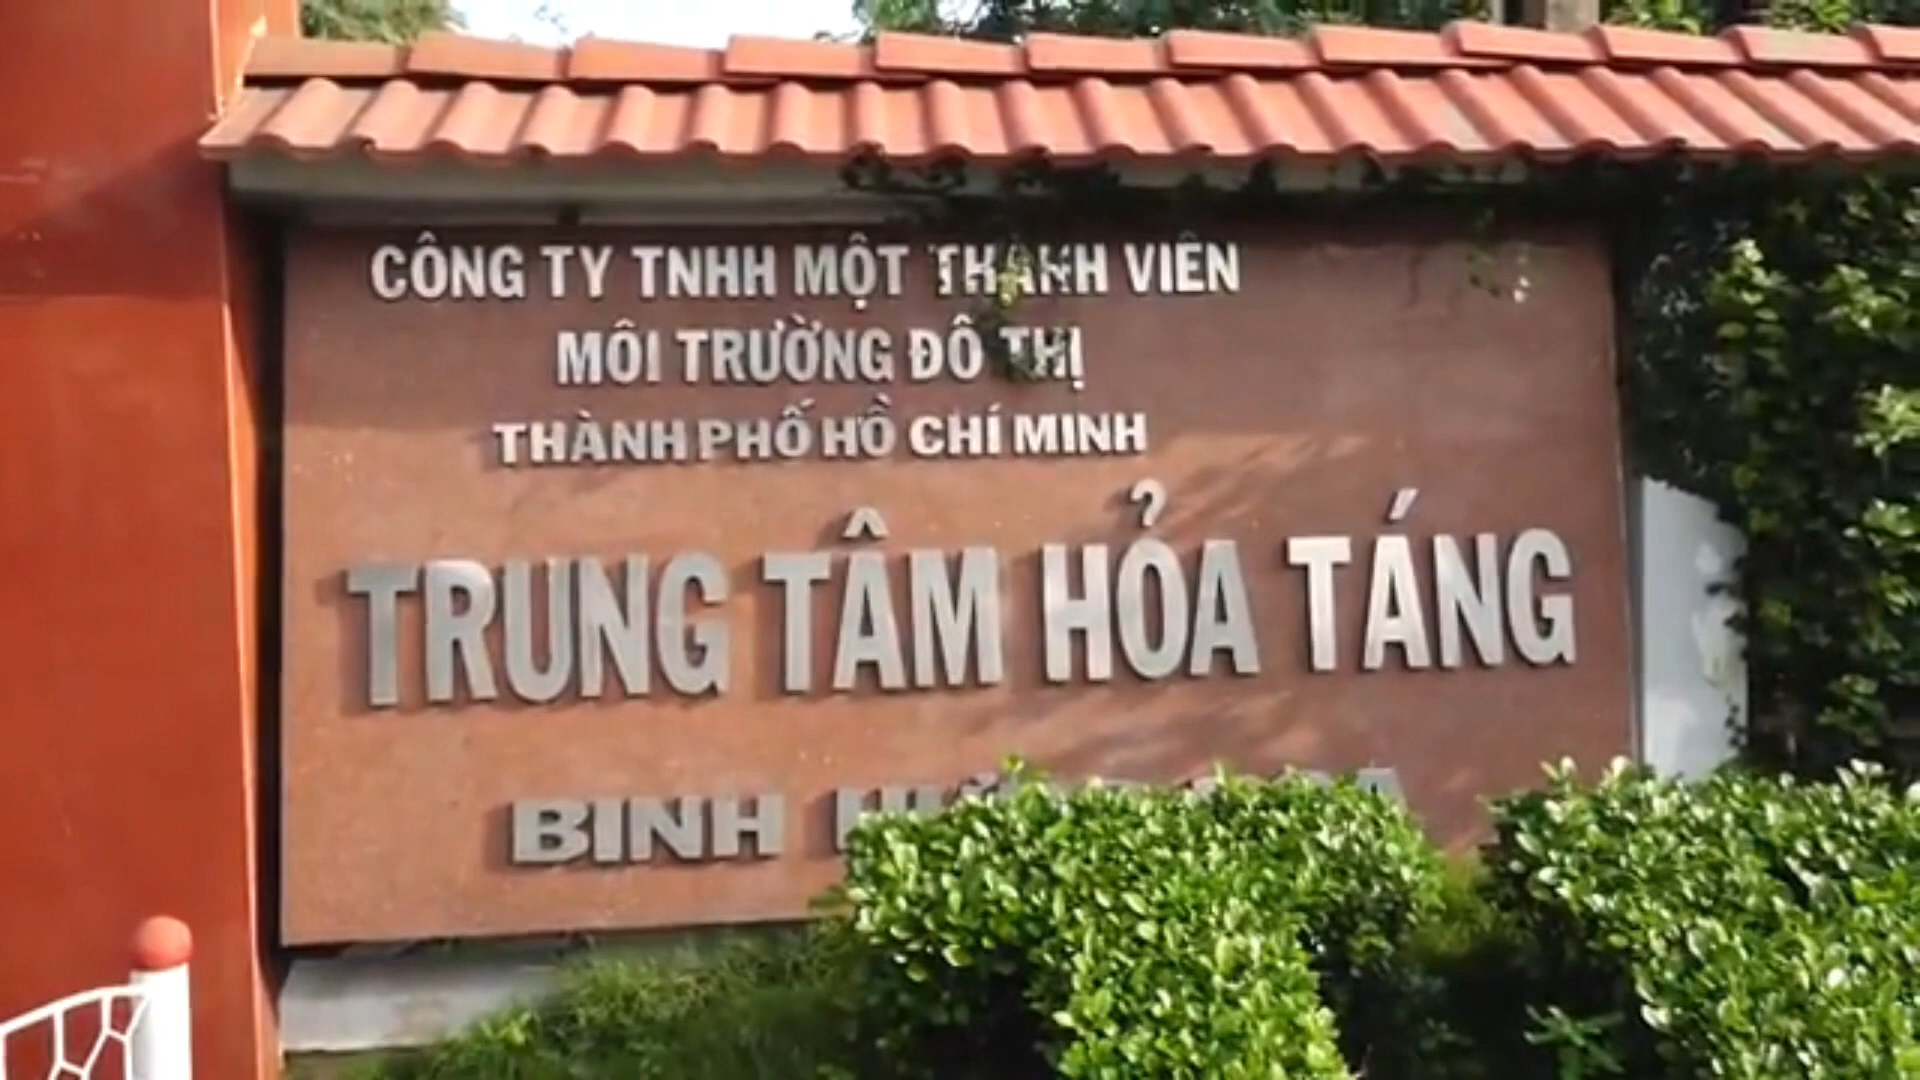 CÔNG TY TNHH MỘT THÀNH VIÊN
MÔI TRƯỜNG ĐÔ THỊ
THÀNH PHỐ HỒ CHÍ MINH
TRUNG TÂM HỎA TÁNG
BINH